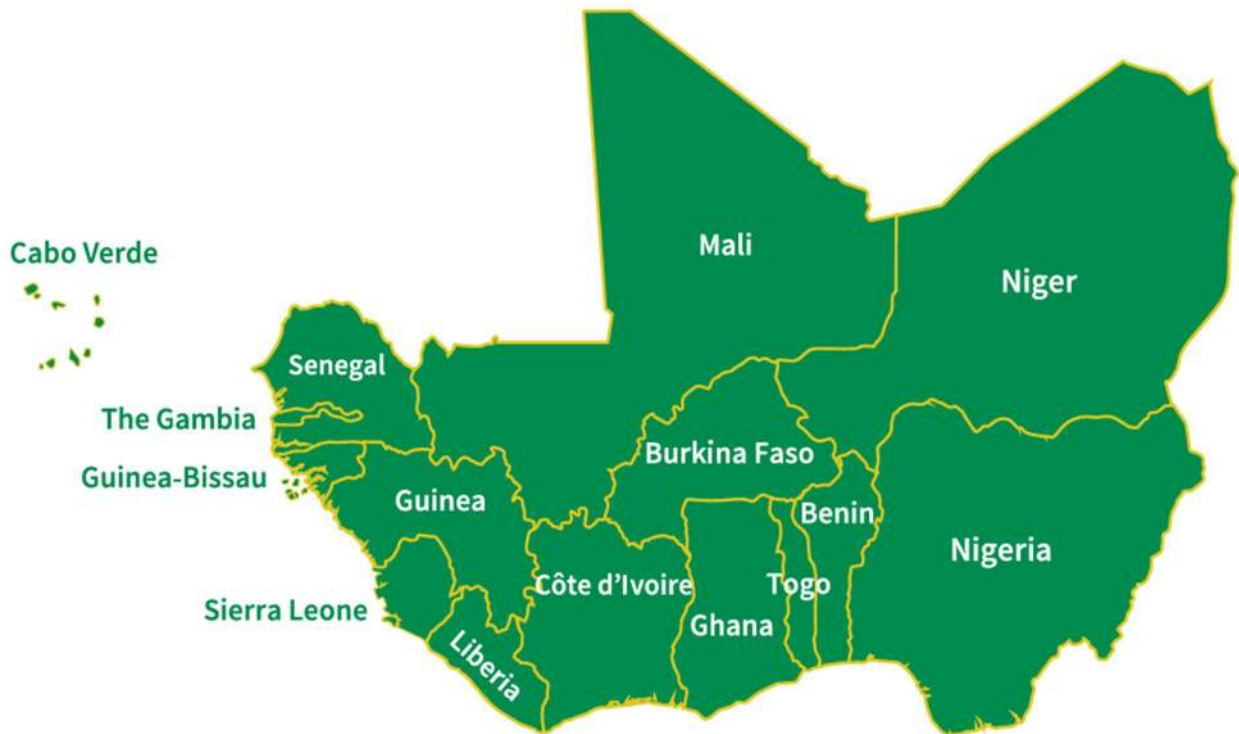 Mali
Cabo Verde
Niger
Senegal
The Gambia
Burkina Faso
Guinea-Bissau
Guinea
Benin
Nigeria
Côte d’Ivoire
Togo
Sierra Leone
Ghana
Liberia